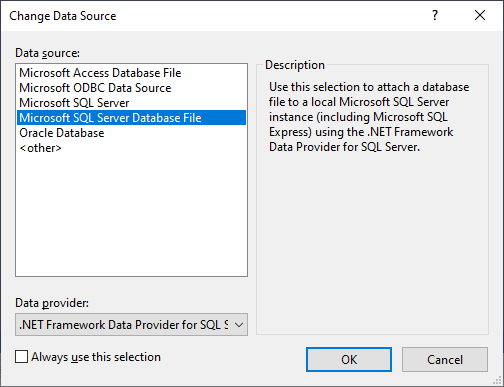 Change Data Source
Data source:
Microsoft Access Database File
Microsoft ODBC Data Source
Microsoft SQL Server
Microsoft SQL Server Database File
Oracle Database
<other>
Description
Use this selection to attach a database
file to a local Microsoft SQL Server
instance (including Microsoft SQL
Express) using the .NET Framework
Data Provider for SQL Server.
Data provider:
.NET Framework Data Provider for SQL S
Always use this selection
OK
Cancel